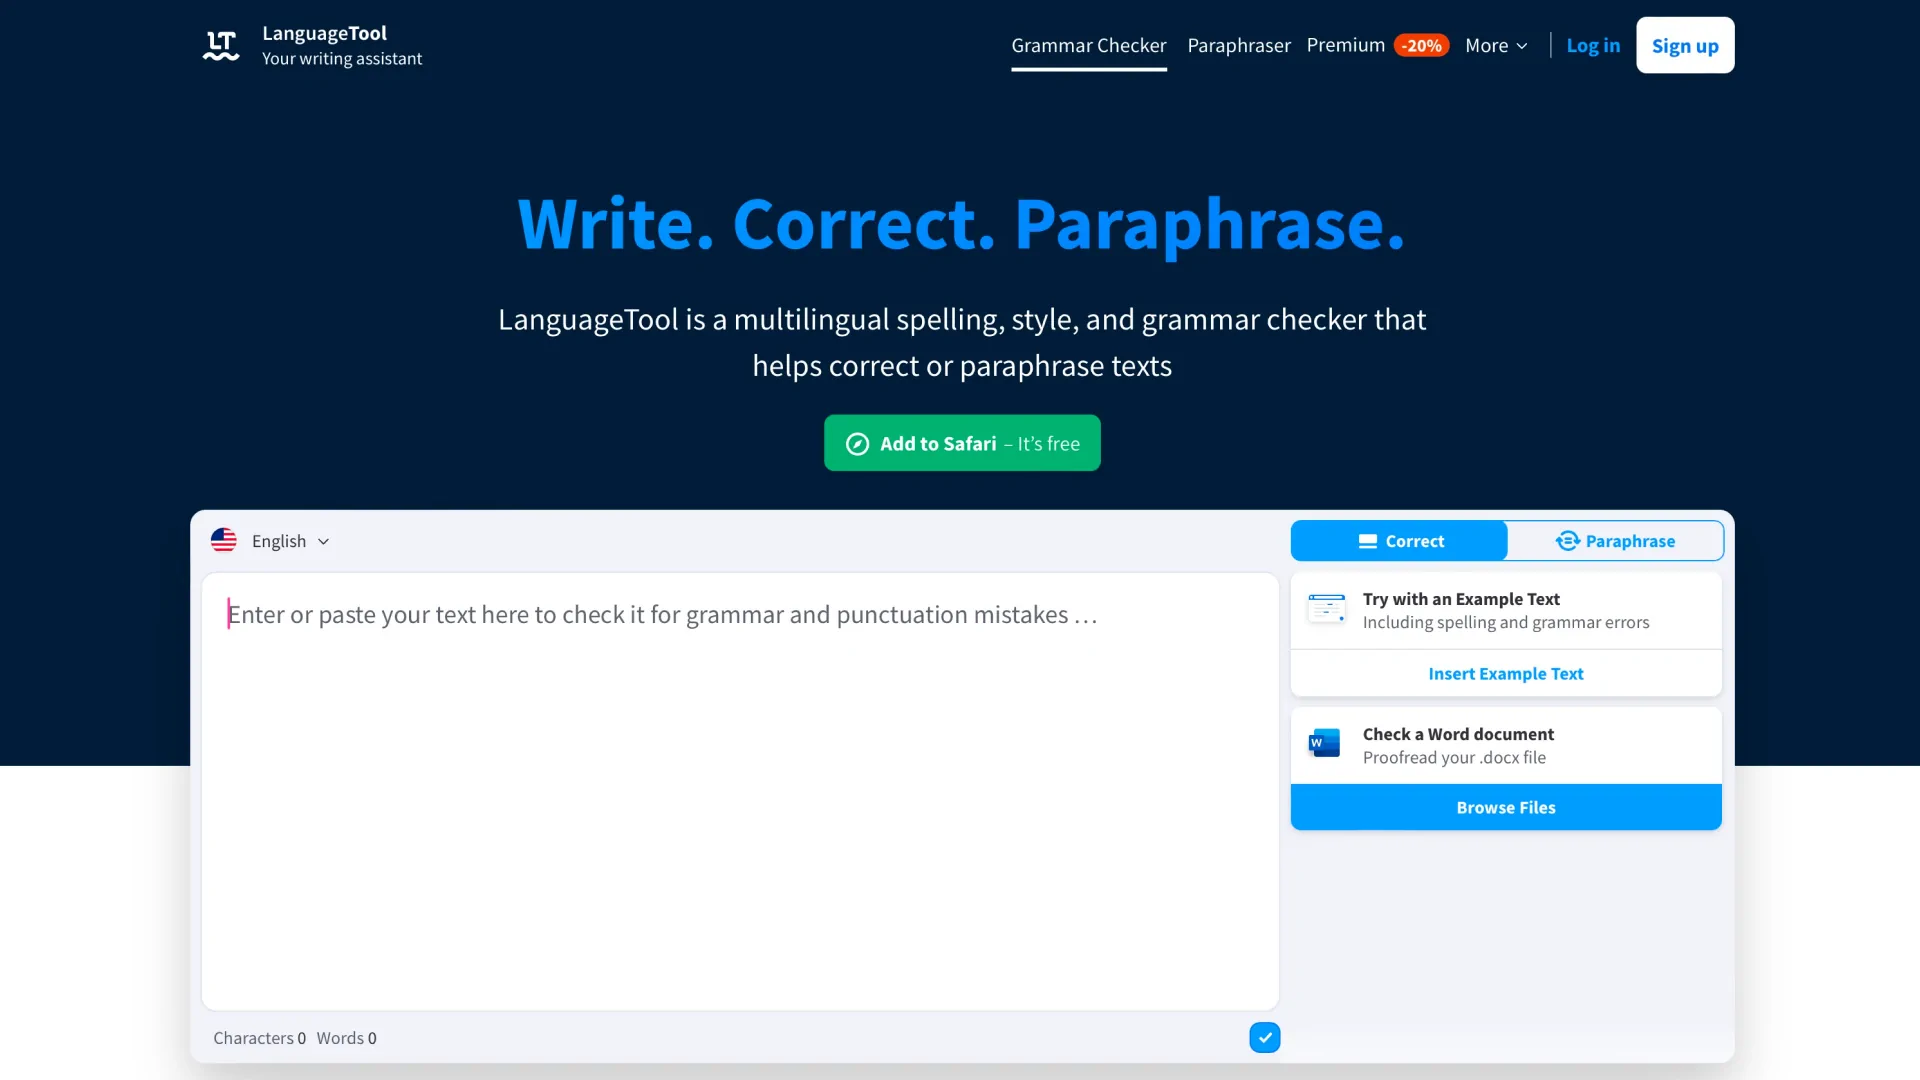 LanguageTool
Your writing assistant
Grammar Checker Paraphraser Premium -20% More Log in Sign up
Write. Correct. Paraphrase.
LanguageTool is a multilingual spelling, style, and grammar checker that
helps correct or paraphrase texts
Add to Safari – It’s free
English
Correct Paraphrase
Enter or paste your text here to check it for grammar and punctuation mistakes …
Try with an Example Text
Including spelling and grammar errors
Insert Example Text
Check a Word document
Proofread your .docx file
Browse Files
Characters 0 Words 0